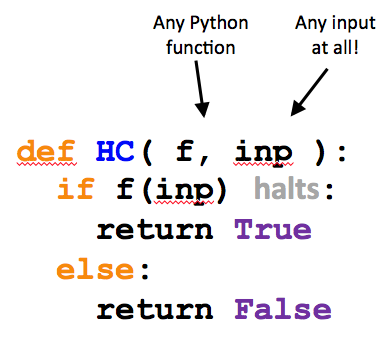 Any Python
function
Any input
at all!
def HC( f, inp ):
if f(inp) halts:
return True
else:
return False